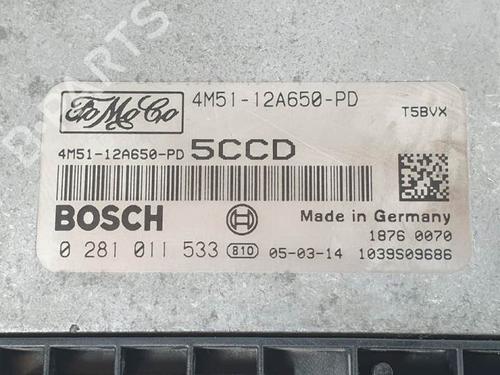 B-PARTS
FoMoCo
4M51-12A650-PD
T5BVX
4M51-12A650-PD 5CCD
BOSCH
Made in Germany
1876 0070
0 281 011 533 810 05-03-14 1039S09686